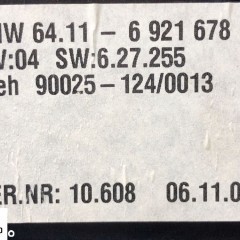 W 64.11 – 6 921 678
:04 SW:6.27.255
eh 90025–124/0013
ER.NR: 10.608 06.11.0